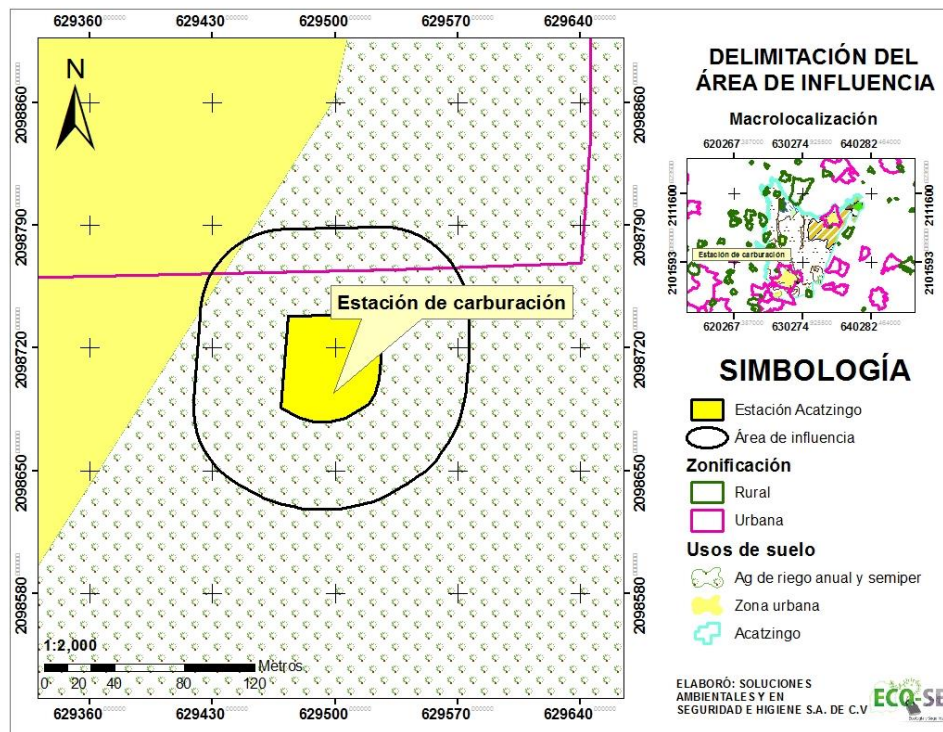 629360 629430 629500 629570 629640
N
2098860 2098860
2098790 2098790
Estación de carburación
2098720 2098720
2098650 2098650
2098580 2098580
1:2,000
Metros
0 20 40 80 120
629360 629430 629500 629570 629640
DELIMITACIÓN DEL
ÁREA DE INFLUENCIA
Macrolocalización
620267 630274 640282
2111600 2111600
Estación de carburación
2101593 2101593
620267 630274 640282
SIMBOLOGÍA
Estación Acatzingo
Área de influencia
Zonificación
Rural
Urbana
Usos de suelo
Ag de riego anual y semiper
Zona urbana
Acatzingo
ELABORÓ: SOLUCIONES
AMBIENTALES Y EN
SEGURIDAD E HIGIENE S.A. DE C.V
ECO-SE